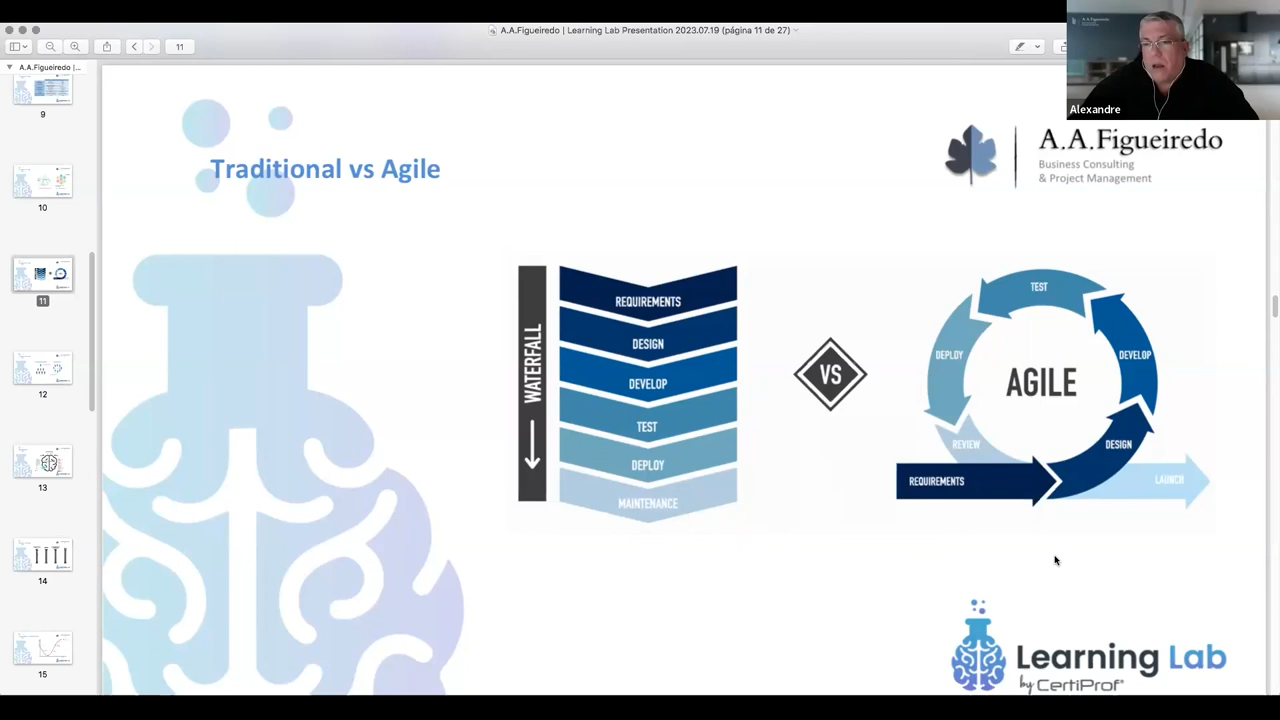 A.A.Figueiredo | Learning Lab Presentation 2023.07.19 (página 11 de 27)
11
A.A.Figueiredo |...
9
10
11
12
13
14
15
Alexandre
Traditional vs Agile
A.A.Figueiredo
Business Consulting
& Project Management
WATERFALL
REQUIREMENTS
DESIGN
DEVELOP
TEST
DEPLOY
MAINTENANCE
VS
AGILE
TEST
DEPLOY
DEVELOP
REVIEW
DESIGN
REQUIREMENTS
LAUNCH
Learning Lab
by CertiProf®